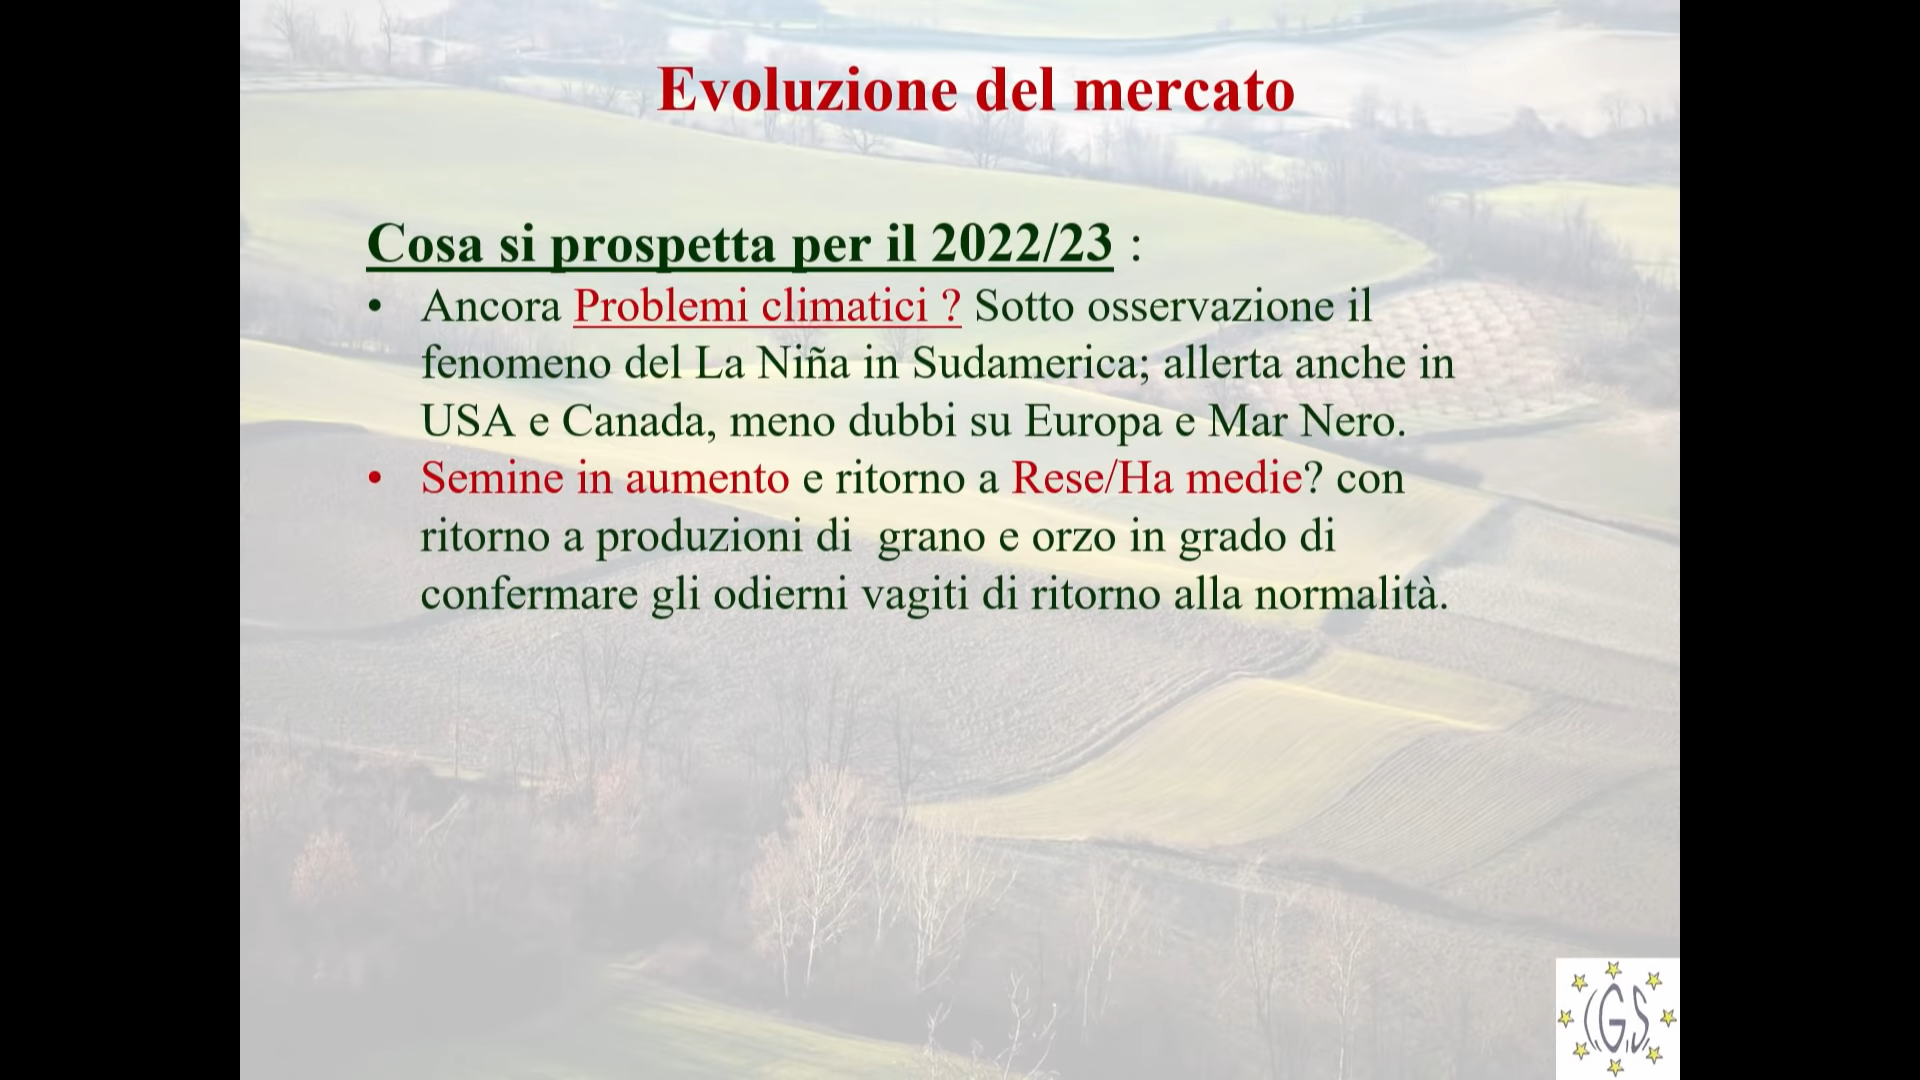 Evoluzione del mercato
Cosa si prospetta per il 2022/23 :
• Ancora Problemi climatici ? Sotto osservazione il
fenomeno del La Niña in Sudamerica; allerta anche in
USA e Canada, meno dubbi su Europa e Mar Nero.
• Semine in aumento e ritorno a Rese/Ha medie? con
ritorno a produzioni di  grano e orzo in grado di
confermare gli odierni vagiti di ritorno alla normalità.